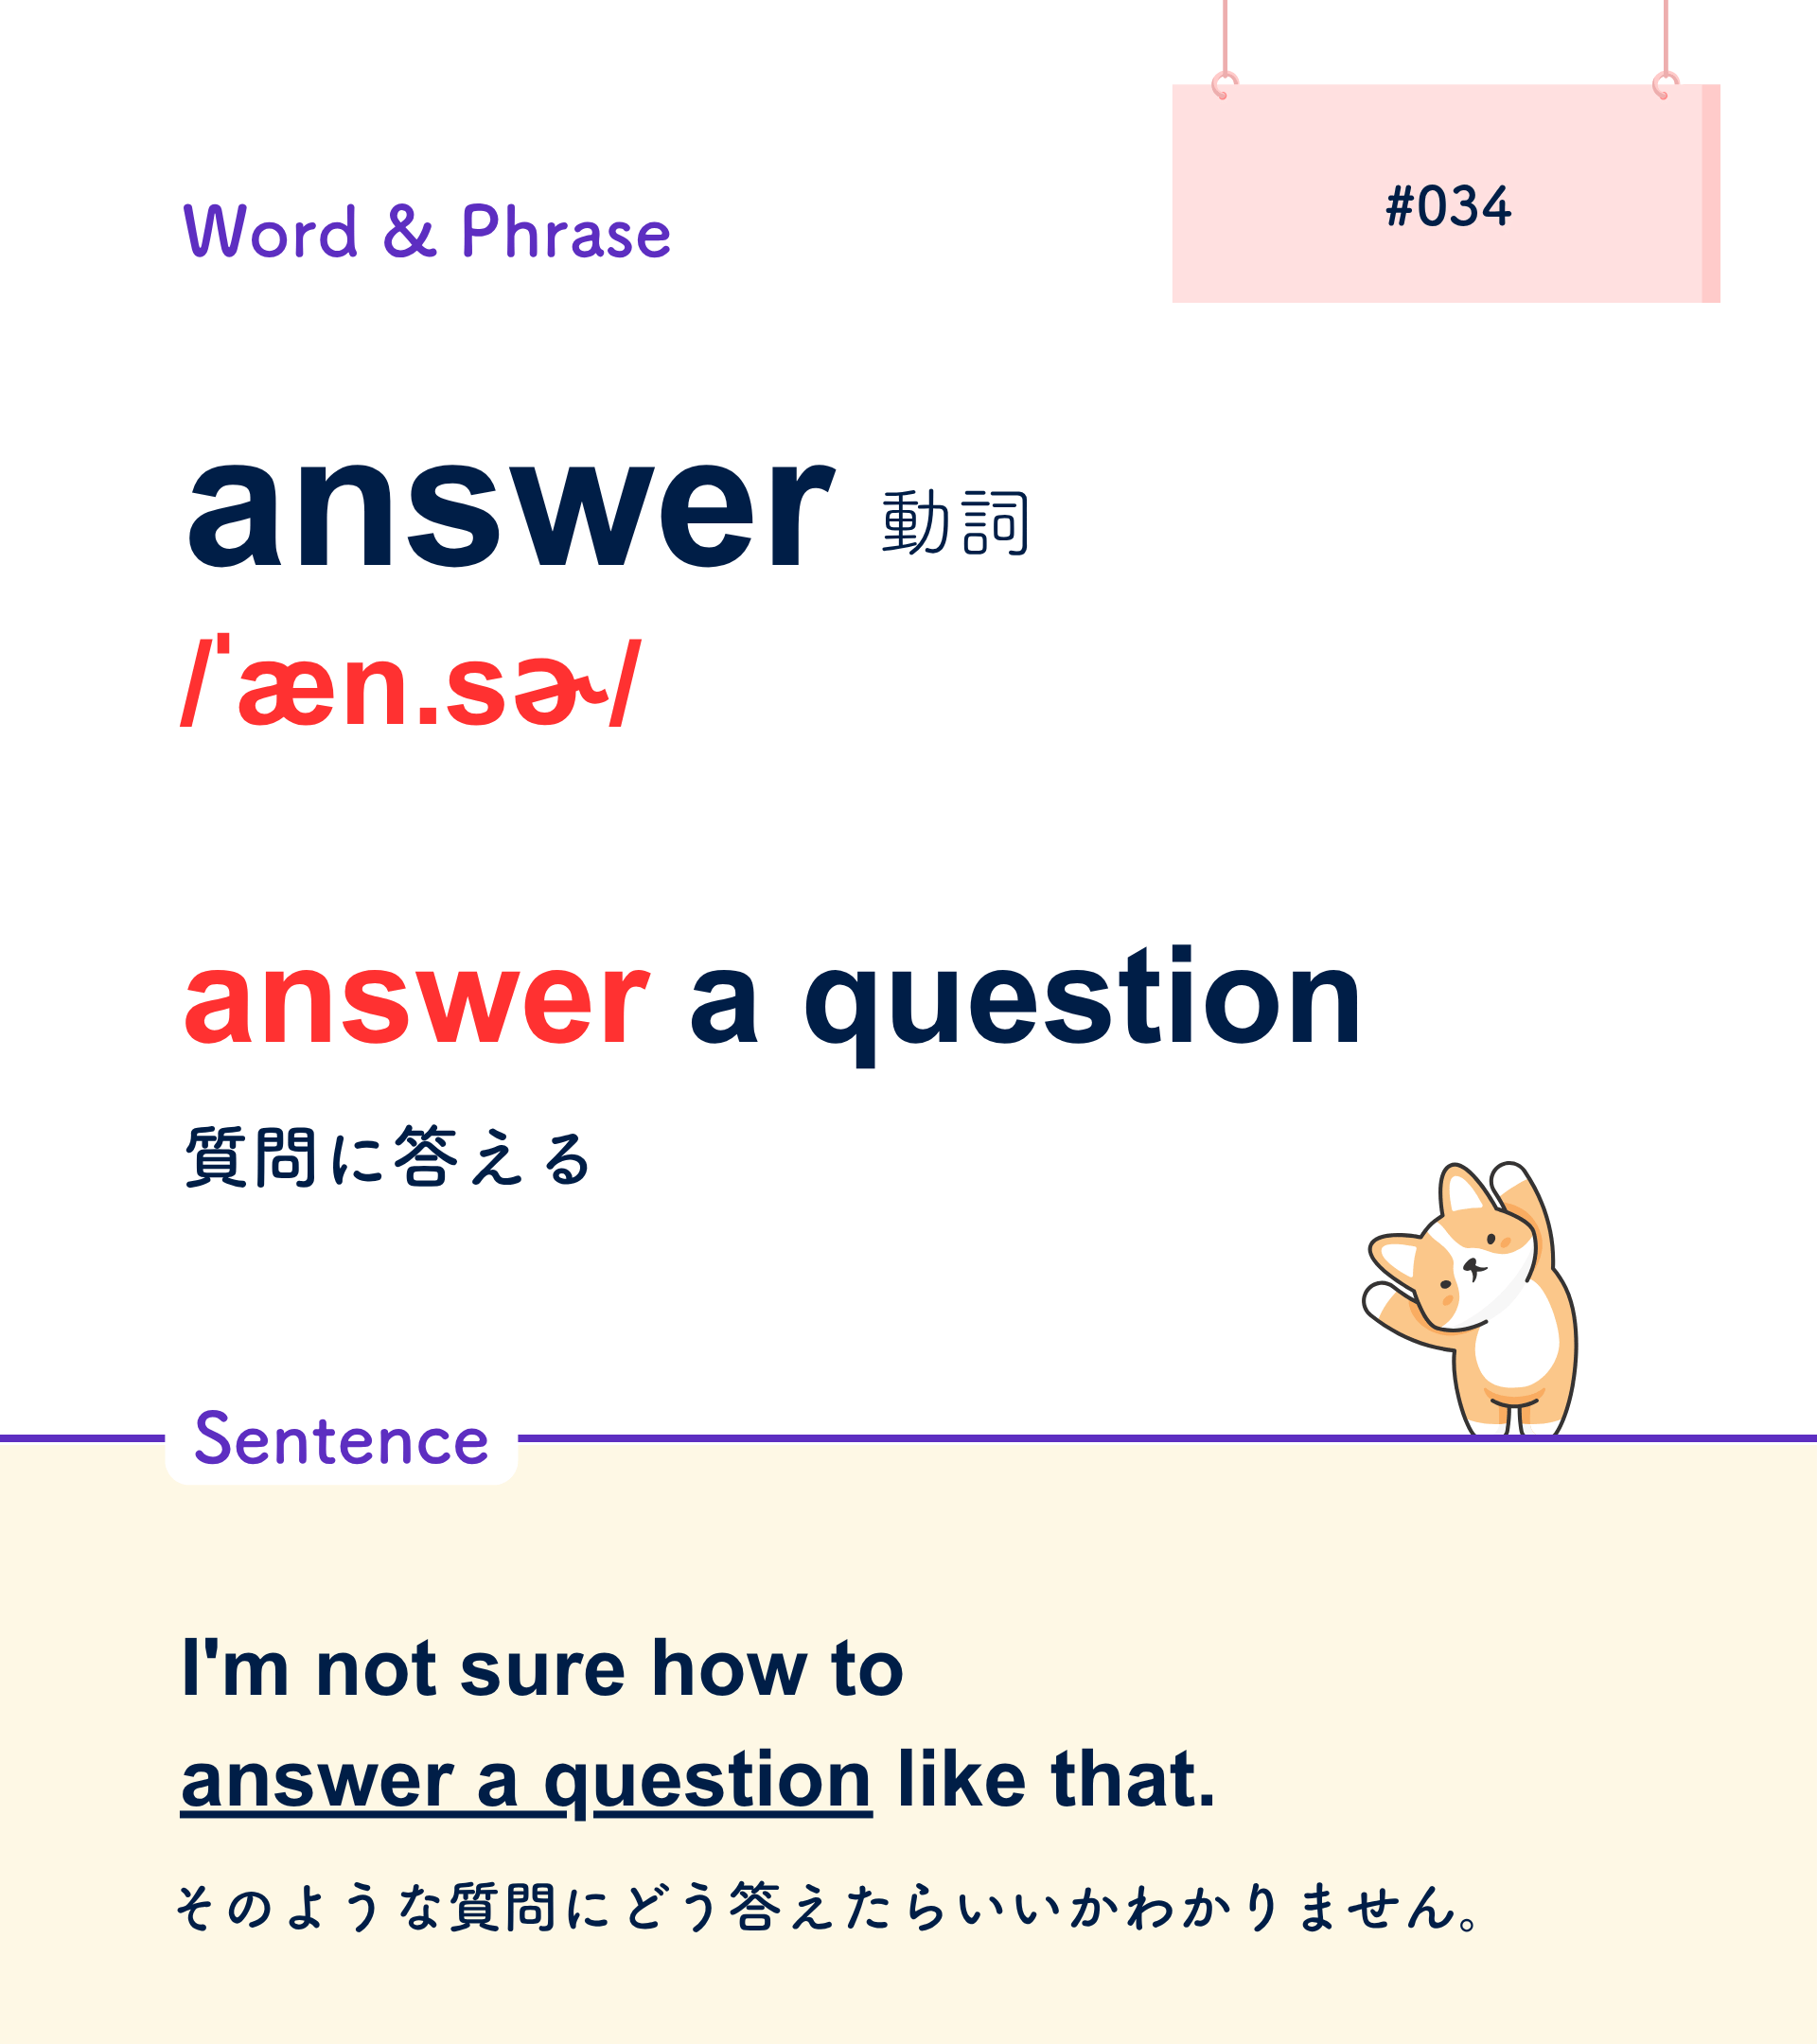 Word & Phrase
#034
answer 動詞
/ˈæn.sɚ/
answer a question
質問に答える
Sentence
I'm not sure how to
answer a question like that.
そのような質問にどう答えたらいいかわかりません。